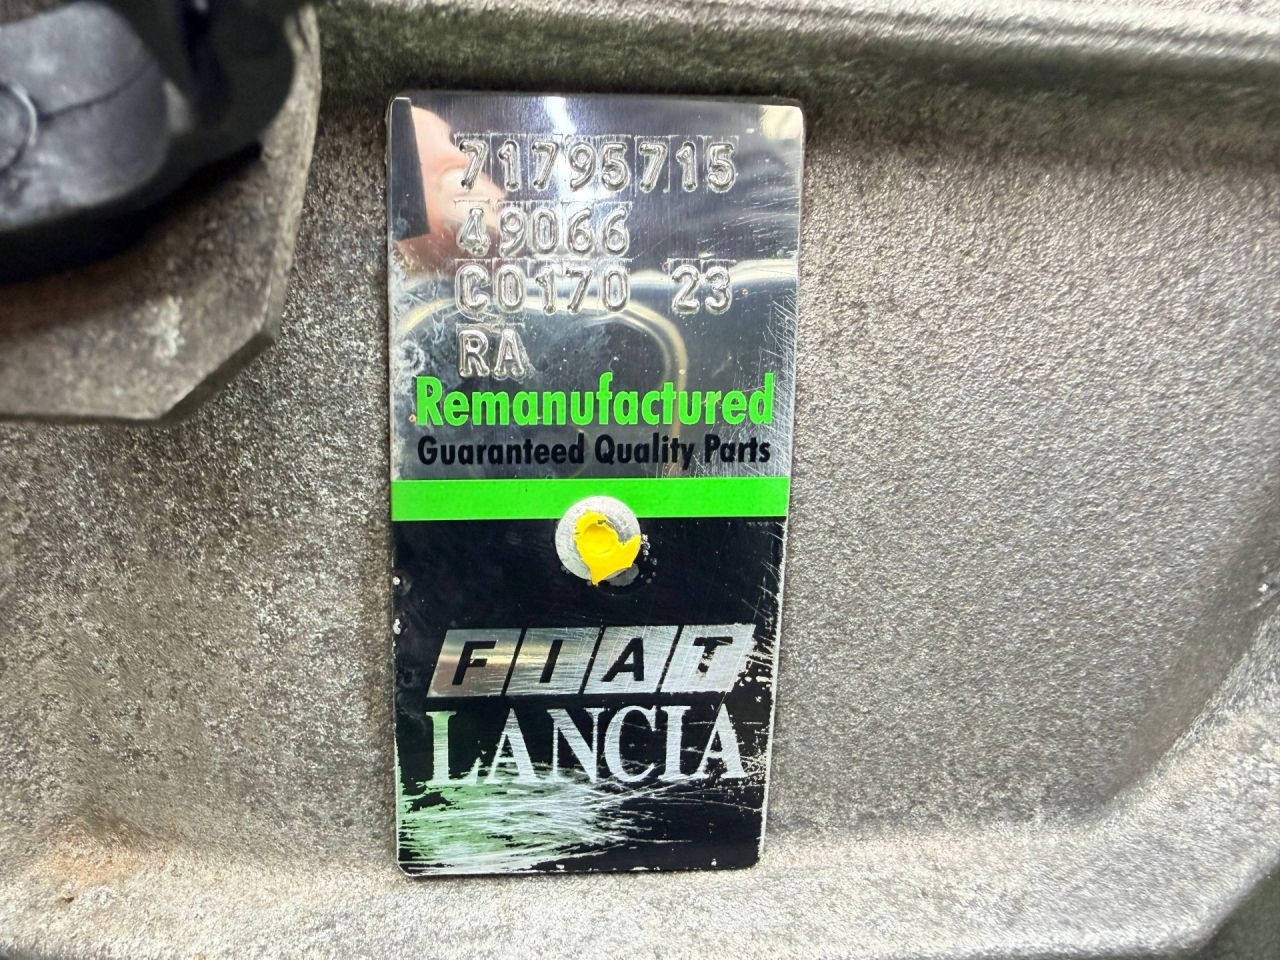 71795715
49066
C0170 23
RA
Remanufactured
Guaranteed Quality Parts
FIAT
LANCIA